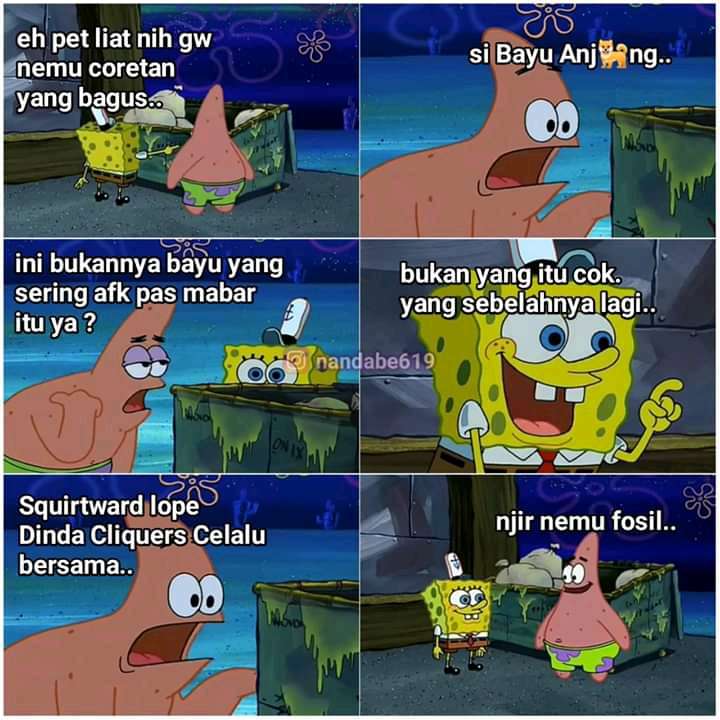 eh pet liat nih gw
nemu coretan
yang bagus..
si Bayu Anj🐕ng..
ini bukannya bayu yang
sering afk pas mabar
itu ya ?
bukan yang itu cok.
yang sebelahnya lagi..
nandabe619
Squirtward lope
Dinda Cliquers Celalu
bersama..
njir nemu fosil..